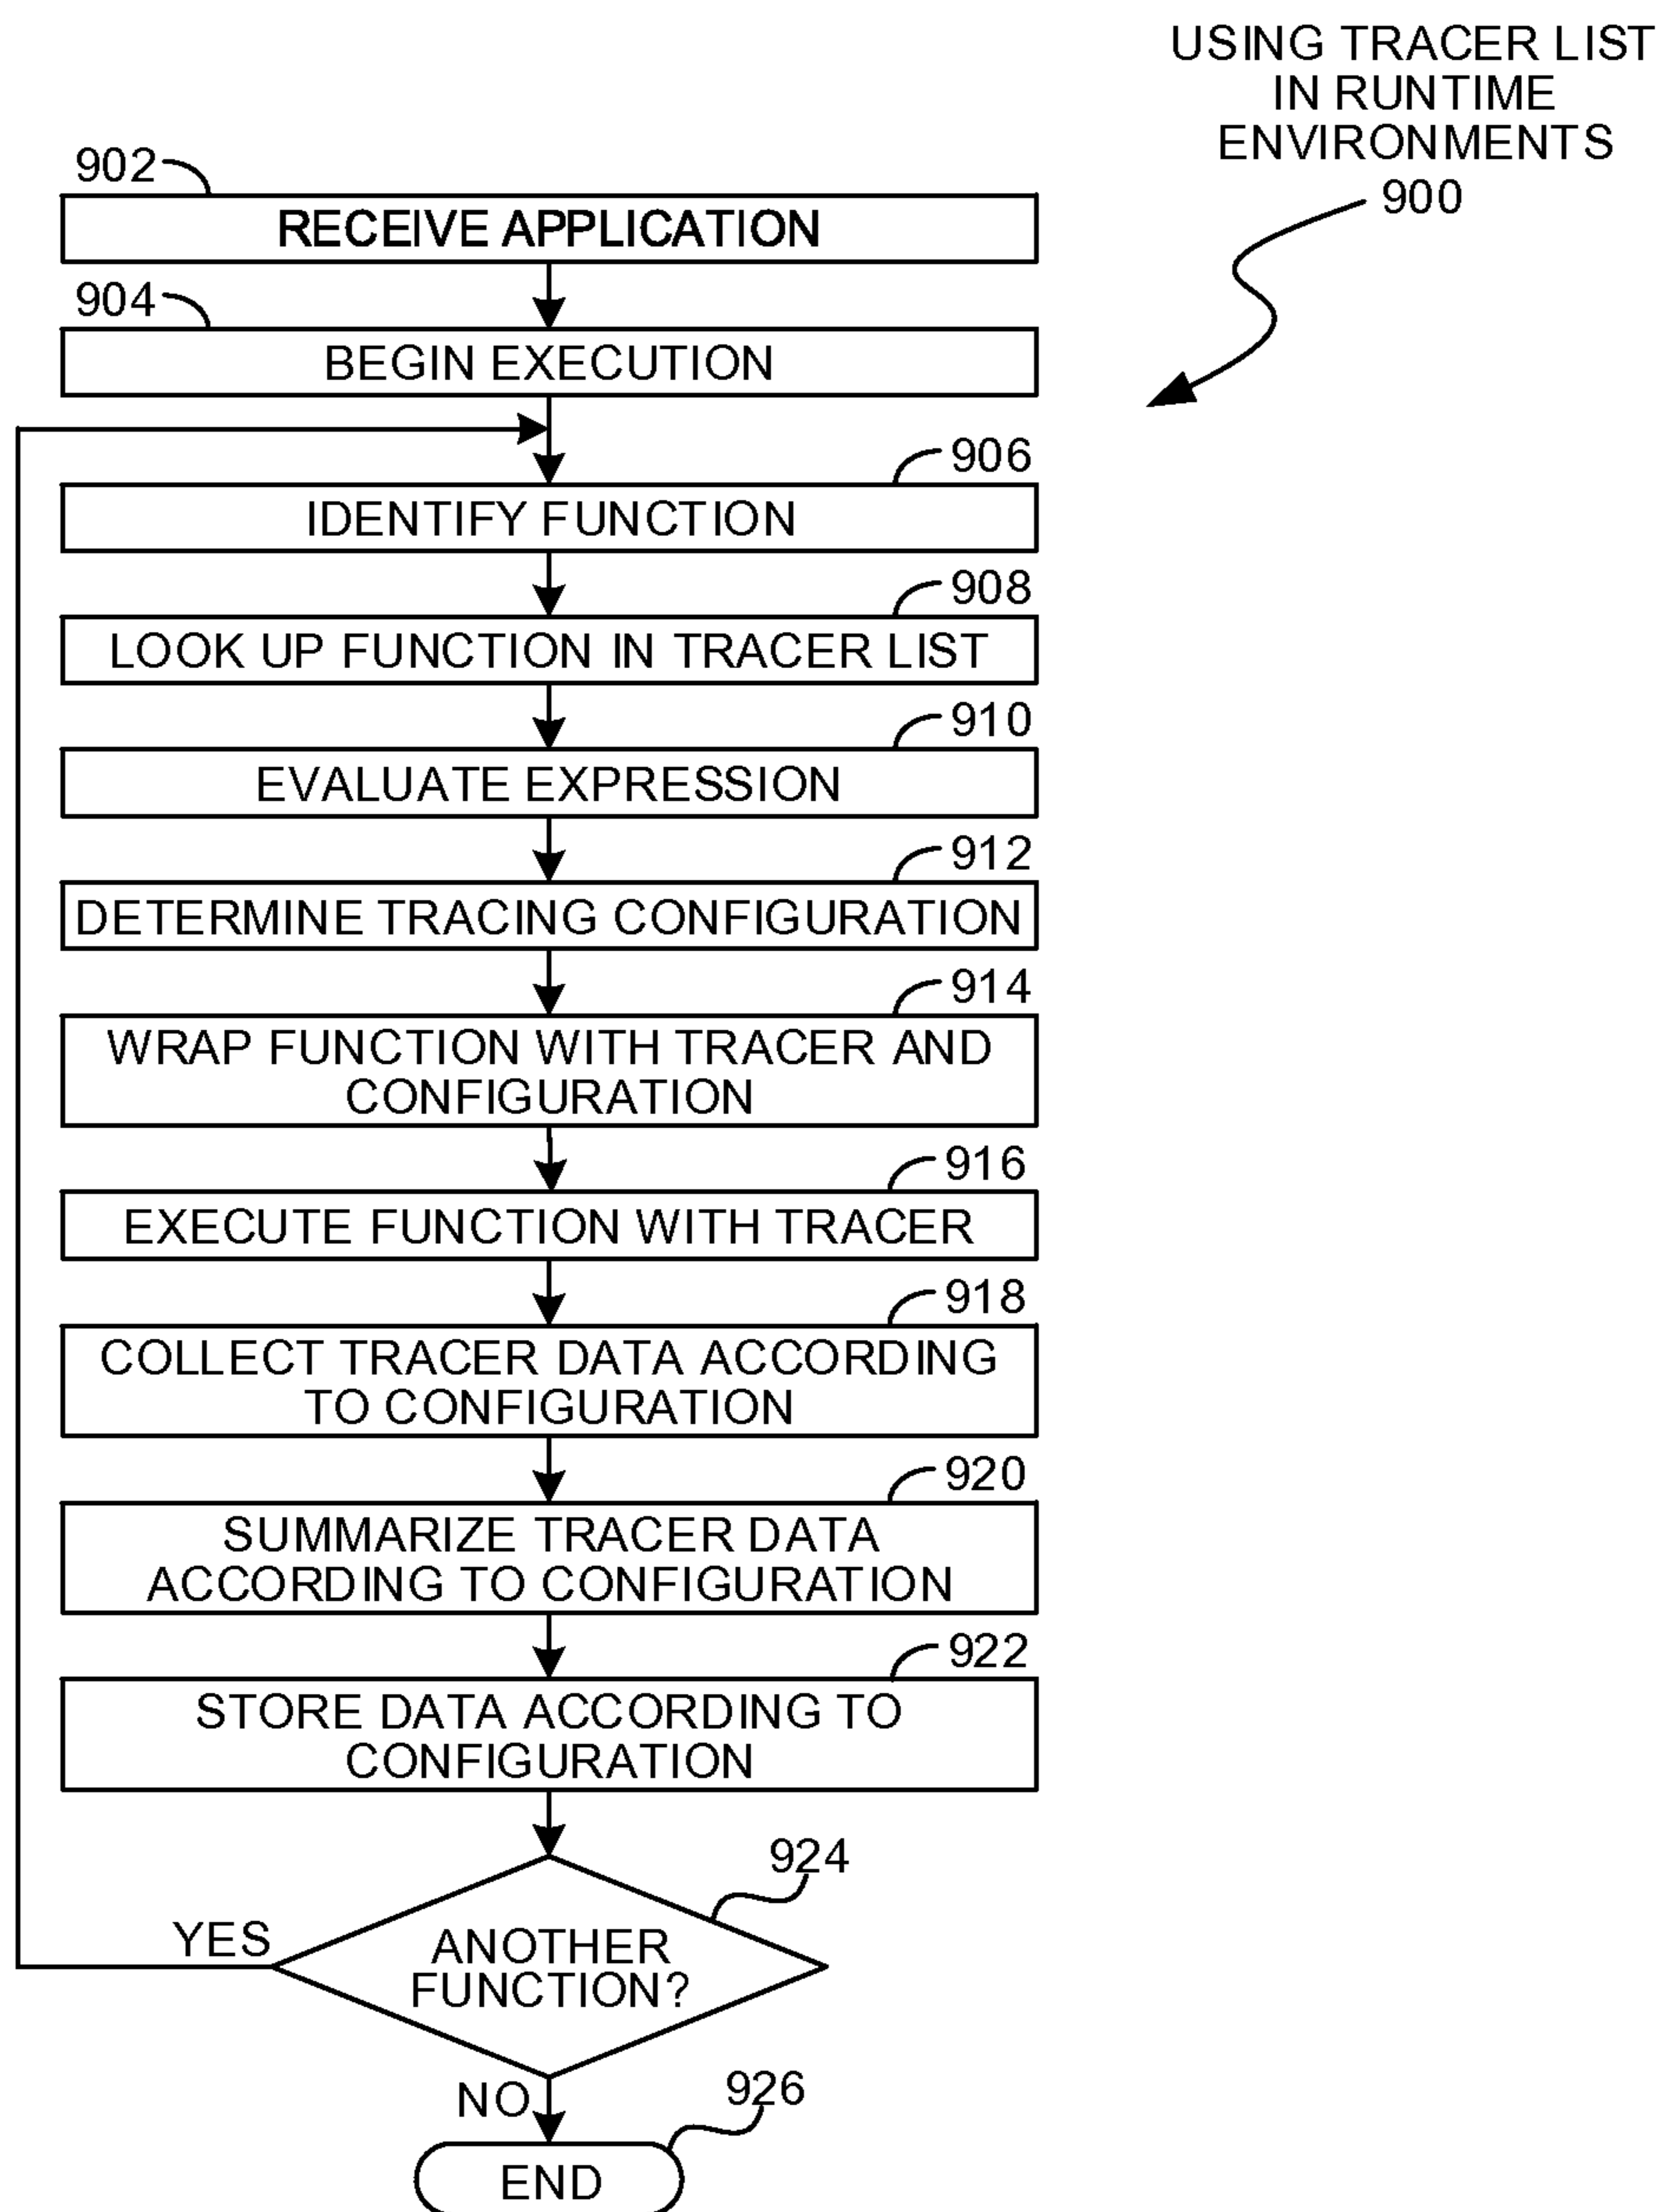 USING TRACER LIST
IN RUNTIME
ENVIRONMENTS
900
902
RECEIVE APPLICATION
904
BEGIN EXECUTION
906
IDENTIFY FUNCTION
908
LOOK UP FUNCTION IN TRACER LIST
910
EVALUATE EXPRESSION
912
DETERMINE TRACING CONFIGURATION
914
WRAP FUNCTION WITH TRACER AND
CONFIGURATION
916
EXECUTE FUNCTION WITH TRACER
918
COLLECT TRACER DATA ACCORDING
TO CONFIGURATION
920
SUMMARIZE TRACER DATA
ACCORDING TO CONFIGURATION
922
STORE DATA ACCORDING TO
CONFIGURATION
924
YES
ANOTHER
FUNCTION?
NO
926
END